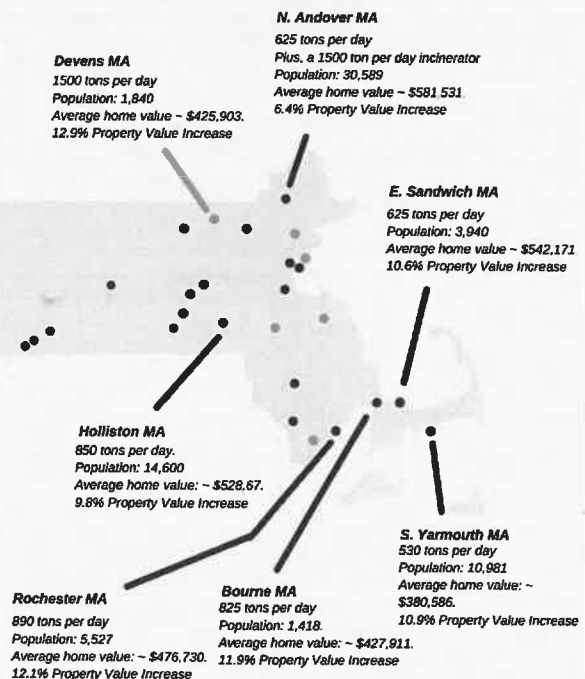 N. Andover MA
625 tons per day
Plus, a 1500 ton per day incinerator
Population: 30,589
Average home value ~ $581 531
6.4% Property Value Increase
Devens MA
1500 tons per day
Population: 1,840
Average home value ~ $425,903.
12.9% Property Value Increase
E. Sandwich MA
625 tons per day
Population: 3,940
Average home value ~ $542,171
10.6% Property Value Increase
Holliston MA
850 tons per day.
Population: 14,600
Average home value: ~ $528,67.
9.8% Property Value Increase
S. Yarmouth MA
530 tons per day
Population: 10,981
Average home value: ~
$380,586.
10.9% Property Value Increase
Rochester MA
890 tons per day
Population: 5,527
Average home value: ~ $476,730.
12.1% Property Value Increase
Bourne MA
825 tons per day
Population: 1,418.
Average home value: ~ $427,911.
11.9% Property Value Increase